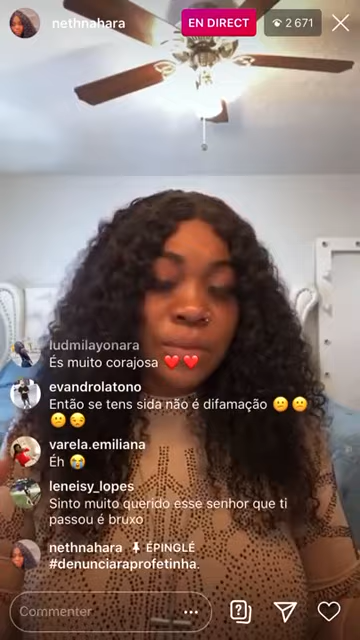 nethnahara
EN DIRECT
2 671
ludmilayonara
És muito corajosa ❤️❤️
evandrolatono
Então se tens sida não é difamação 😕🙁
😕😒
varela.emiliana
Éh 😭
leneisy_lopes
Sinto muito querido esse senhor que ti
passou é bruxo
nethnahara 📌 ÉPINGLÉ
#denunciaraprofetinha.
Commenter